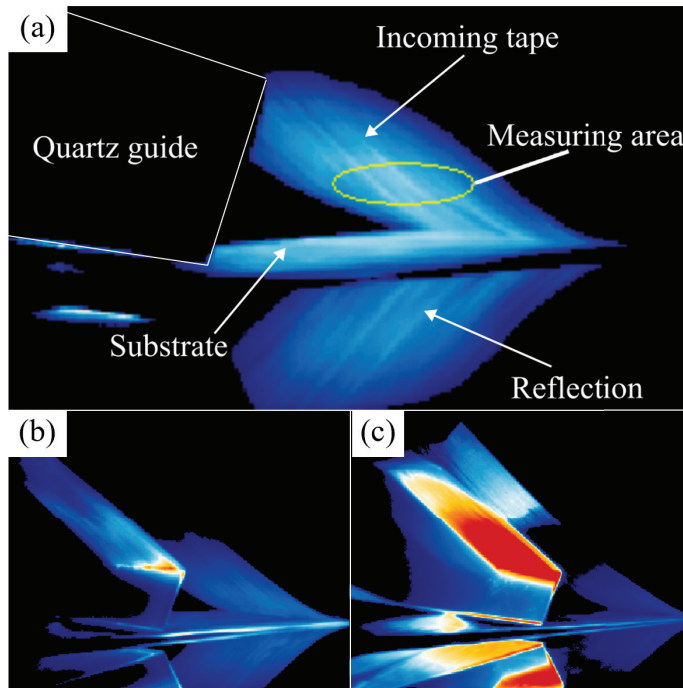 (a)
Incoming tape
Quartz guide
Measuring area
Substrate
Reflection
(b)
(c)